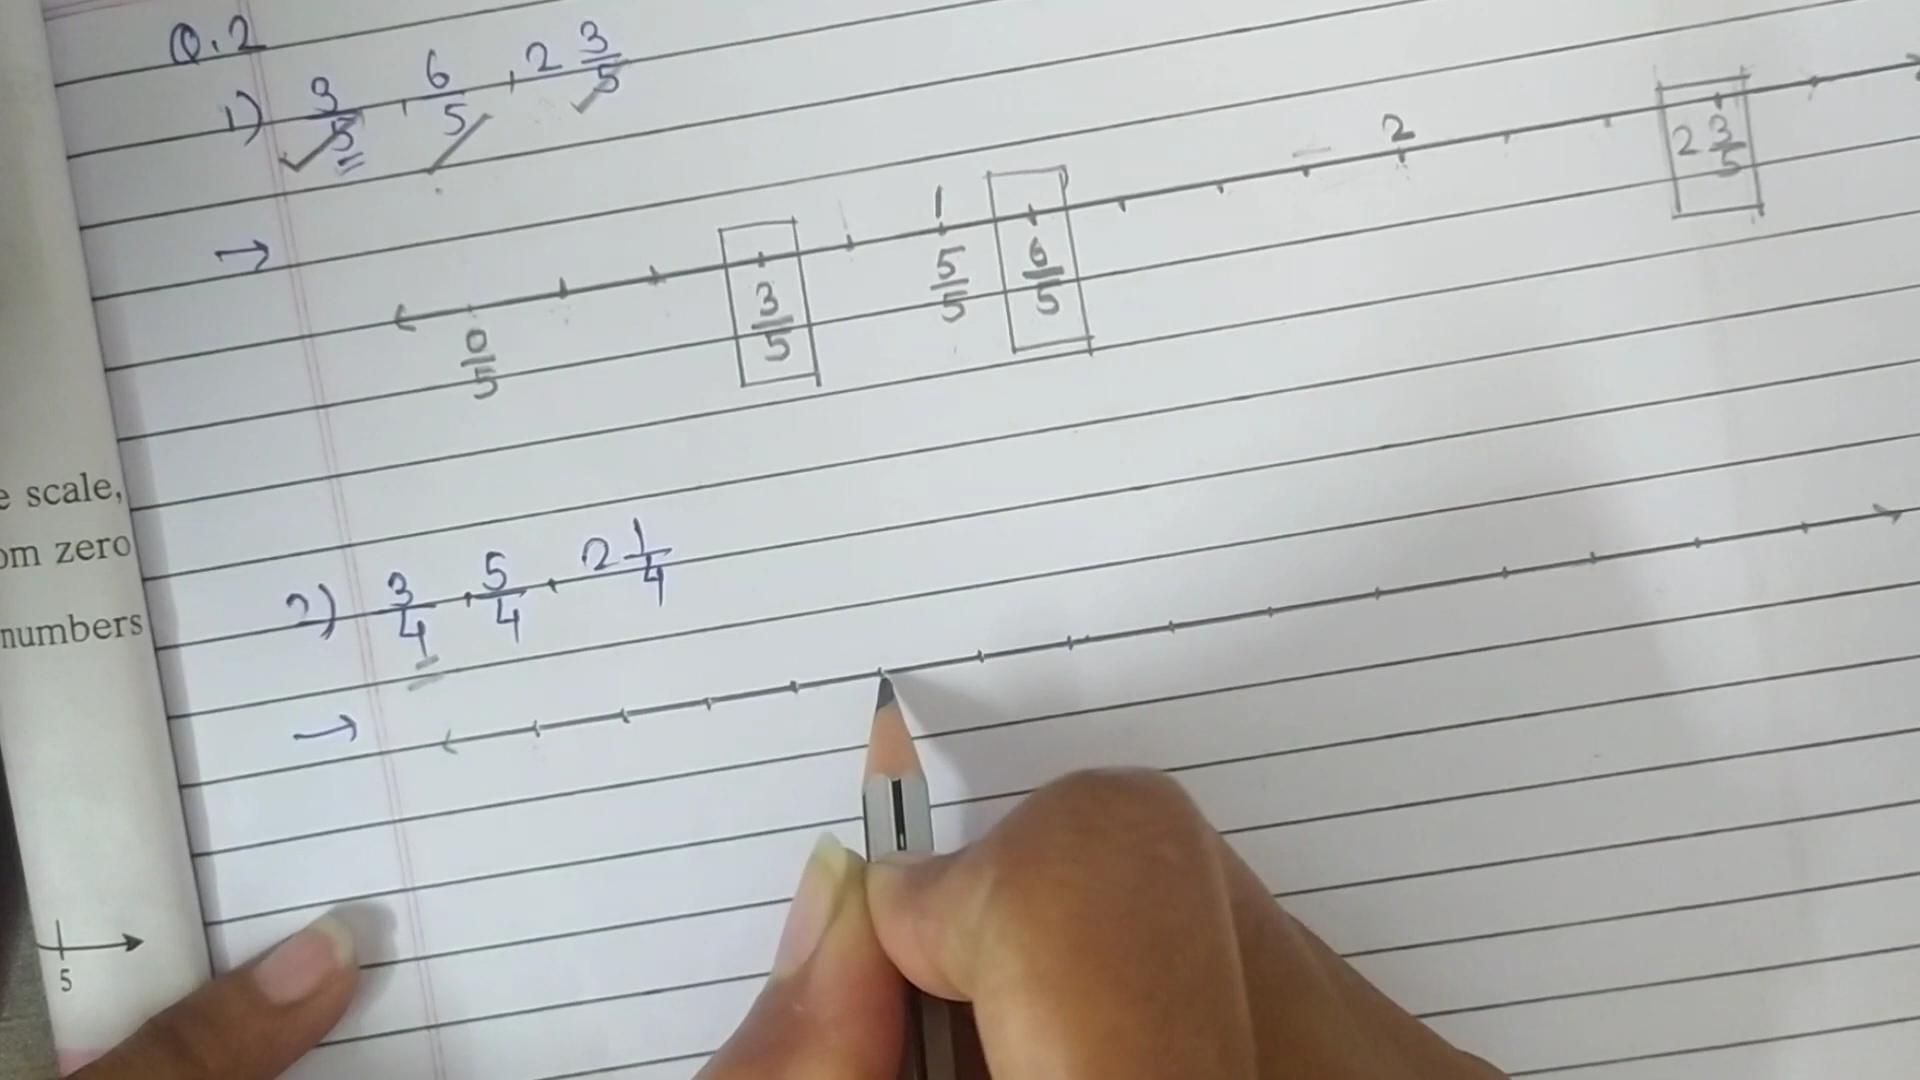 Q.2
1) 3/5, 6/5, 2 3/5
→ 0/5 3/5 1 5/5 6/5 2 2 3/5
2) 3/4, 5/4, 2 1/4
→
e scale,
om zero
numbers
5